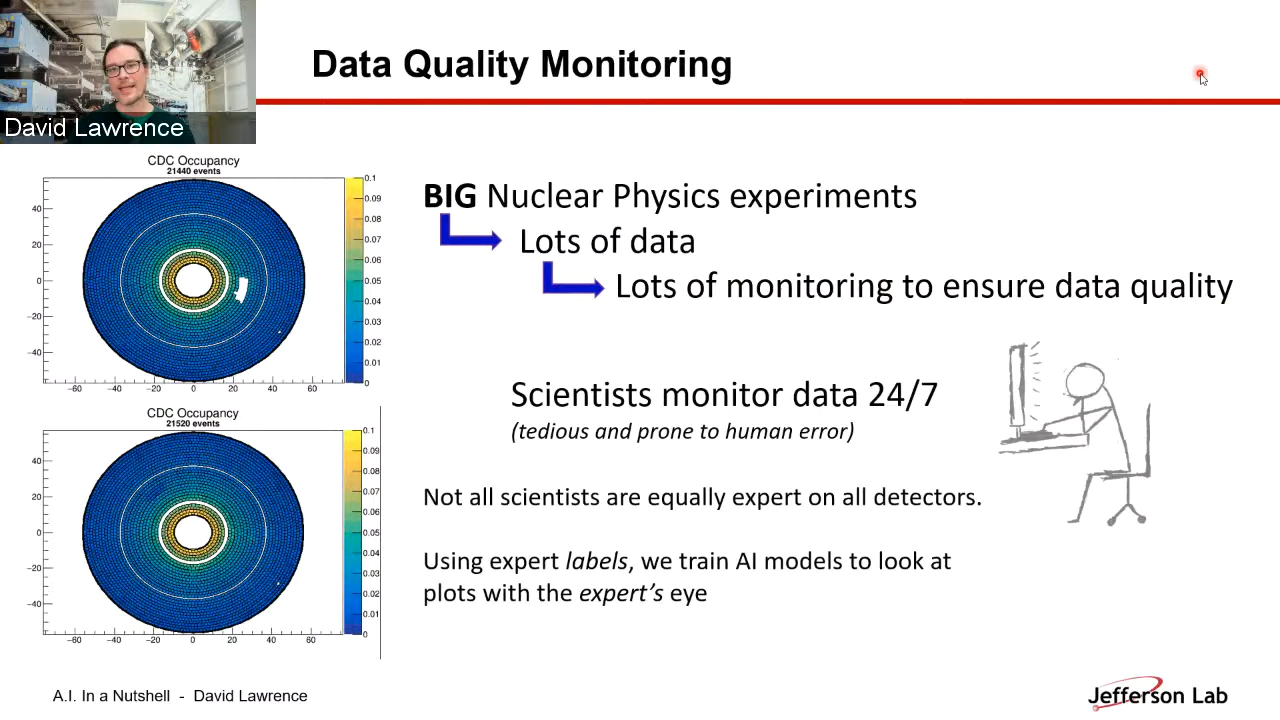 David Lawrence
Data Quality Monitoring
CDC Occupancy
21440 events
40
20
0
−20
−40
−60
−40
−20
0
20
40
60
0.1
0.09
0.08
0.07
0.06
0.05
0.04
0.03
0.02
0.01
0
CDC Occupancy
21520 events
40
20
0
−20
−40
−60
−40
−20
0
20
40
60
0.1
0.09
0.08
0.07
0.06
0.05
0.04
0.03
0.02
0.01
0
BIG Nuclear Physics experiments
Lots of data
Lots of monitoring to ensure data quality
Scientists monitor data 24/7
(tedious and prone to human error)
Not all scientists are equally expert on all detectors.
Using expert labels, we train AI models to look at
plots with the expert’s eye
A.I. In a Nutshell - David Lawrence
Jefferson Lab